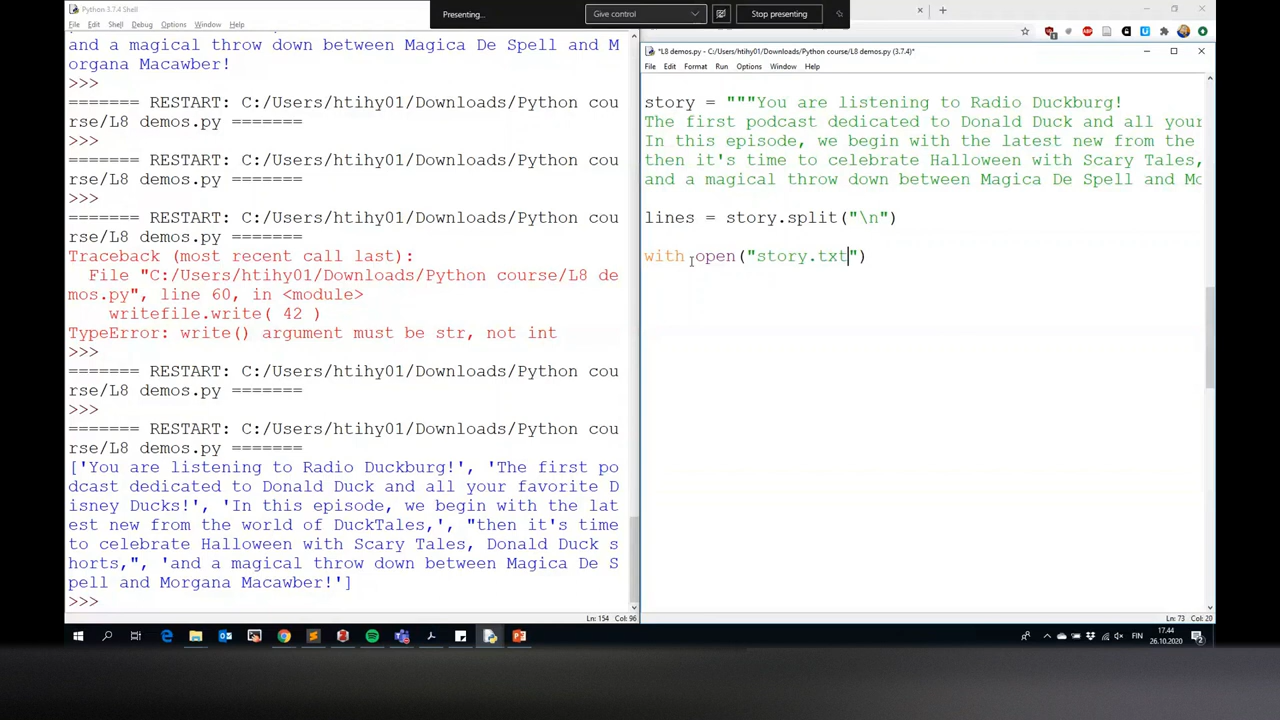 Python 3.7.4 Shell
File Edit Shell Debug Options Window Help
and a magical throw down between Magica De Spell and M
organa Macawber!
>>>
======= RESTART: C:/Users/htihy01/Downloads/Python cou
rse/L8 demos.py =======
>>>
======= RESTART: C:/Users/htihy01/Downloads/Python cou
rse/L8 demos.py =======
>>>
======= RESTART: C:/Users/htihy01/Downloads/Python cou
rse/L8 demos.py =======
Traceback (most recent call last):
File "C:/Users/htihy01/Downloads/Python course/L8 de
mos.py", line 60, in <module>
writefile.write( 42 )
TypeError: write() argument must be str, not int
>>>
======= RESTART: C:/Users/htihy01/Downloads/Python cou
rse/L8 demos.py =======
>>>
======= RESTART: C:/Users/htihy01/Downloads/Python cou
rse/L8 demos.py =======
['You are listening to Radio Duckburg!', 'The first po
dcast dedicated to Donald Duck and all your favorite D
isney Ducks!', 'In this episode, we begin with the lat
est new from the world of DuckTales,', "then it's time
to celebrate Halloween with Scary Tales, Donald Duck s
horts,", 'and a magical throw down between Magica De S
pell and Morgana Macawber!']
>>>
Ln: 154 Col: 96
Presenting... Give control Stop presenting
*L8 demos.py - C:/Users/htihy01/Downloads/Python course/L8 demos.py (3.7.4)*
File Edit Format Run Options Window Help
story = """You are listening to Radio Duckburg!
The first podcast dedicated to Donald Duck and all your
In this episode, we begin with the latest new from the
then it's time to celebrate Halloween with Scary Tales,
and a magical throw down between Magica De Spell and Mo
lines = story.split("\n")
with open("story.txt")
Ln: 73 Col: 20
FIN
17.44
26.10.2020